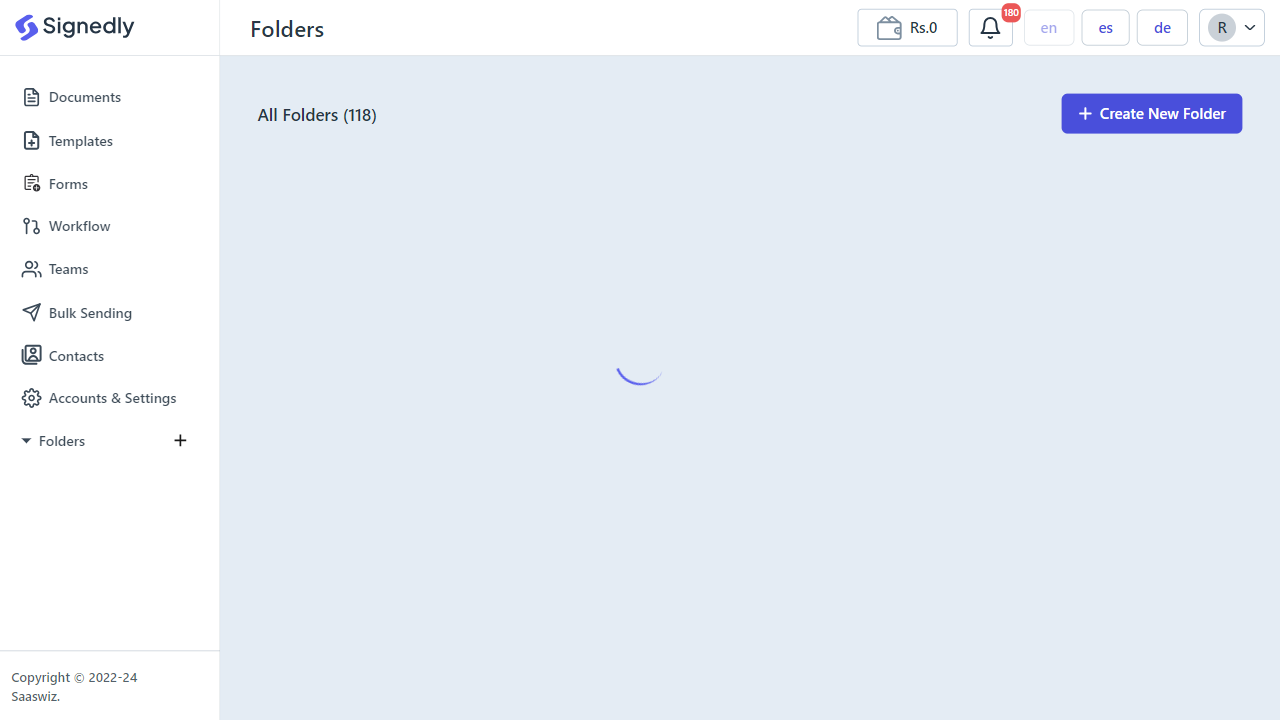 Signedly
Folders
Rs.0
180
en
es
de
R
Documents
Templates
Forms
Workflow
Teams
Bulk Sending
Contacts
Accounts & Settings
Folders
All Folders (118)
Create New Folder
Copyright © 2022-24
Saaswiz.